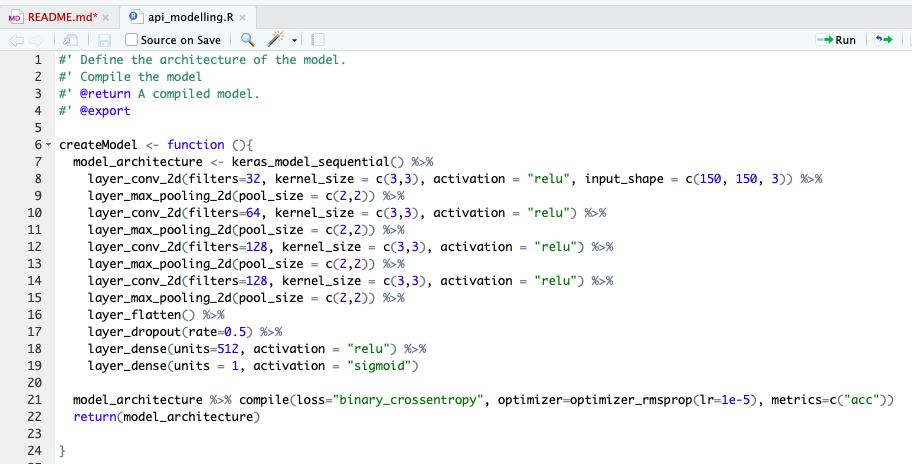 README.md* ×
api_modelling.R ×
Source on Save
Run
1 #' Define the architecture of the model.
2 #' Compile the model
3 #' @return A compiled model.
4 #' @export
5
6 createModel <- function (){
7   model_architecture <- keras_model_sequential() %>%
8     layer_conv_2d(filters=32, kernel_size = c(3,3), activation = "relu", input_shape = c(150, 150, 3)) %>%
9     layer_max_pooling_2d(pool_size = c(2,2)) %>%
10     layer_conv_2d(filters=64, kernel_size = c(3,3), activation = "relu") %>%
11     layer_max_pooling_2d(pool_size = c(2,2)) %>%
12     layer_conv_2d(filters=128, kernel_size = c(3,3), activation = "relu") %>%
13     layer_max_pooling_2d(pool_size = c(2,2)) %>%
14     layer_conv_2d(filters=128, kernel_size = c(3,3), activation = "relu") %>%
15     layer_max_pooling_2d(pool_size = c(2,2)) %>%
16     layer_flatten() %>%
17     layer_dropout(rate=0.5) %>%
18     layer_dense(units=512, activation = "relu") %>%
19     layer_dense(units = 1, activation = "sigmoid")
20
21   model_architecture %>% compile(loss="binary_crossentropy", optimizer=optimizer_rmsprop(lr=1e-5), metrics=c("acc"))
22   return(model_architecture)
23
24 }